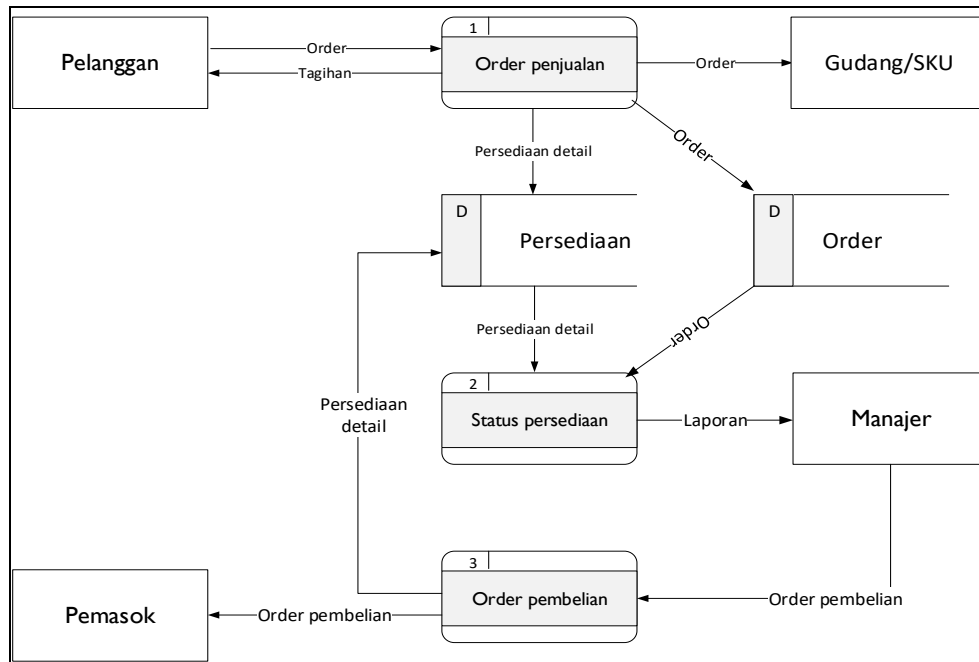 1
Pelanggan
Order
Tagihan
Order penjualan
Order
Gudang/SKU
Persediaan detail
Order
D
Persediaan
D
Order
Persediaan detail
Order
2
Persediaan
detail
Status persediaan
Laporan
Manajer
3
Pemasok
Order pembelian
Order pembelian
Order pembelian